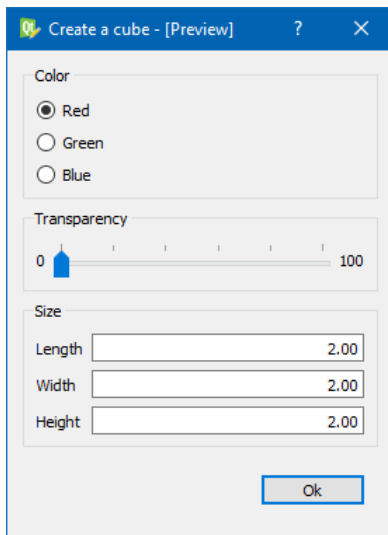 Qt Create a cube - [Preview] ? ×
Color
Red
Green
Blue
Transparency
0 100
Size
Length 2.00
Width 2.00
Height 2.00
Ok